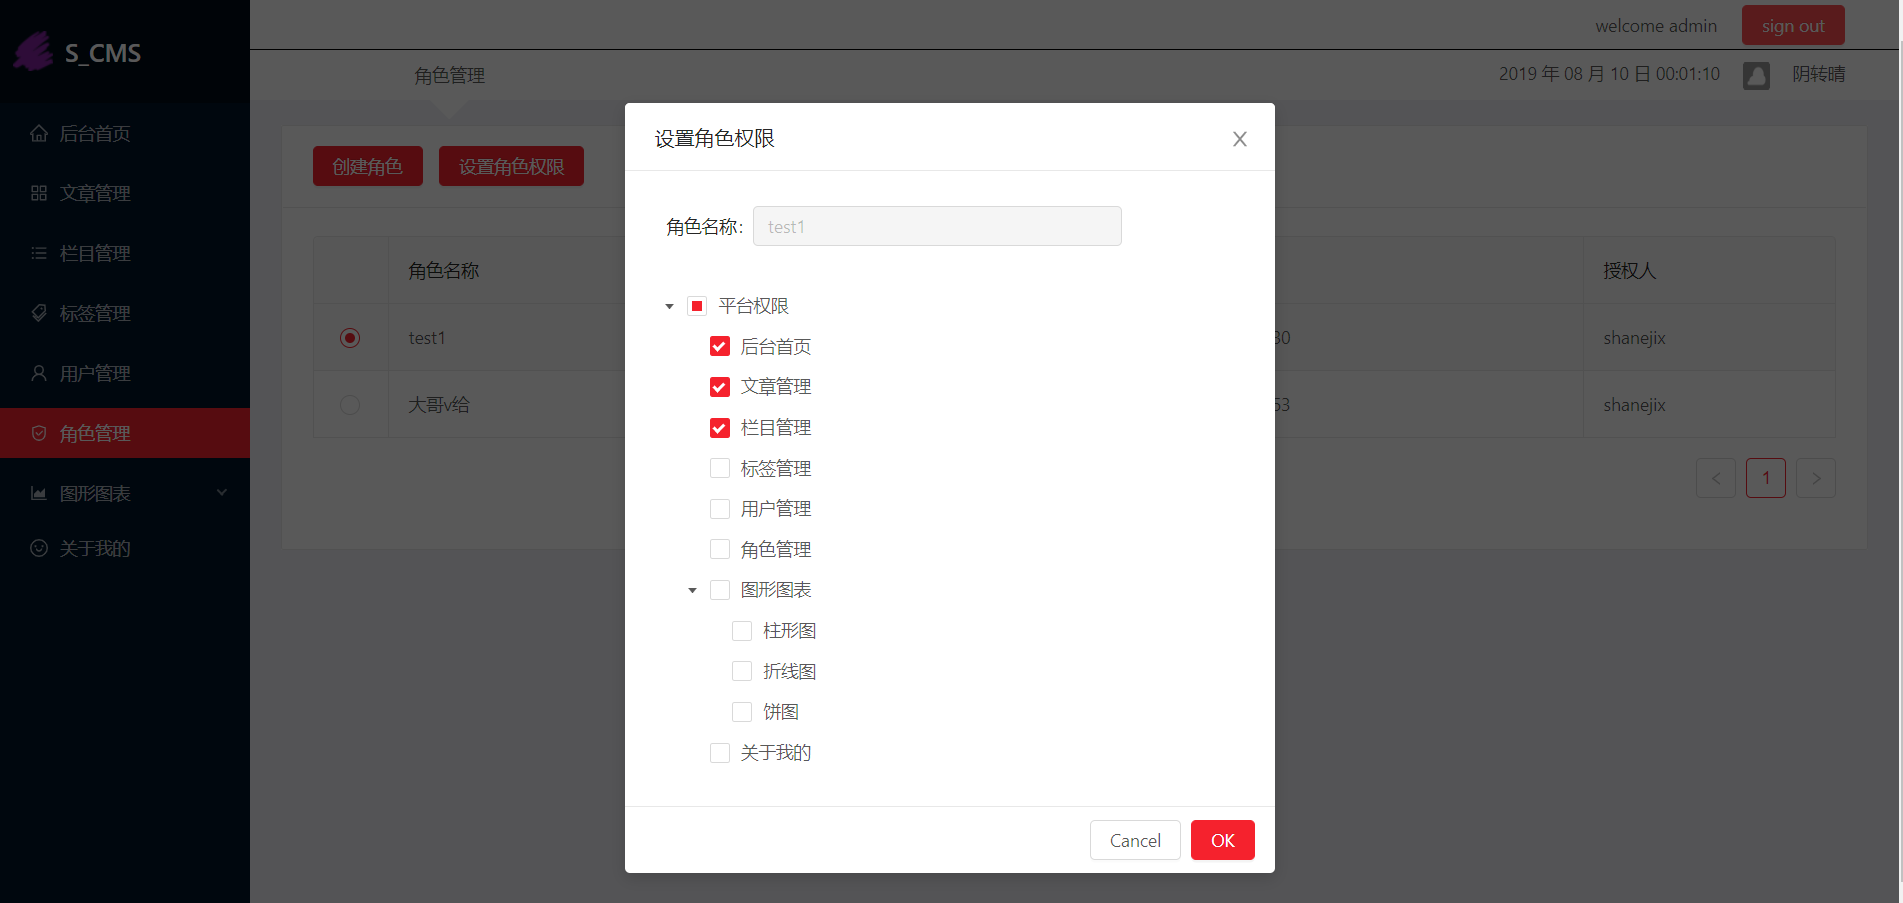 S_CMS
welcome admin
sign out
角色管理
2019 年 08 月 10 日 00:01:10
阴转晴
后台首页
文章管理
栏目管理
标签管理
用户管理
角色管理
图形图表
关于我的
创建角色
设置角色权限
角色名称
授权人
test1
30
shanejix
大哥v给
53
shanejix
1
设置角色权限
角色名称:
test1
平台权限
后台首页
文章管理
栏目管理
标签管理
用户管理
角色管理
图形图表
柱形图
折线图
饼图
关于我的
Cancel
OK